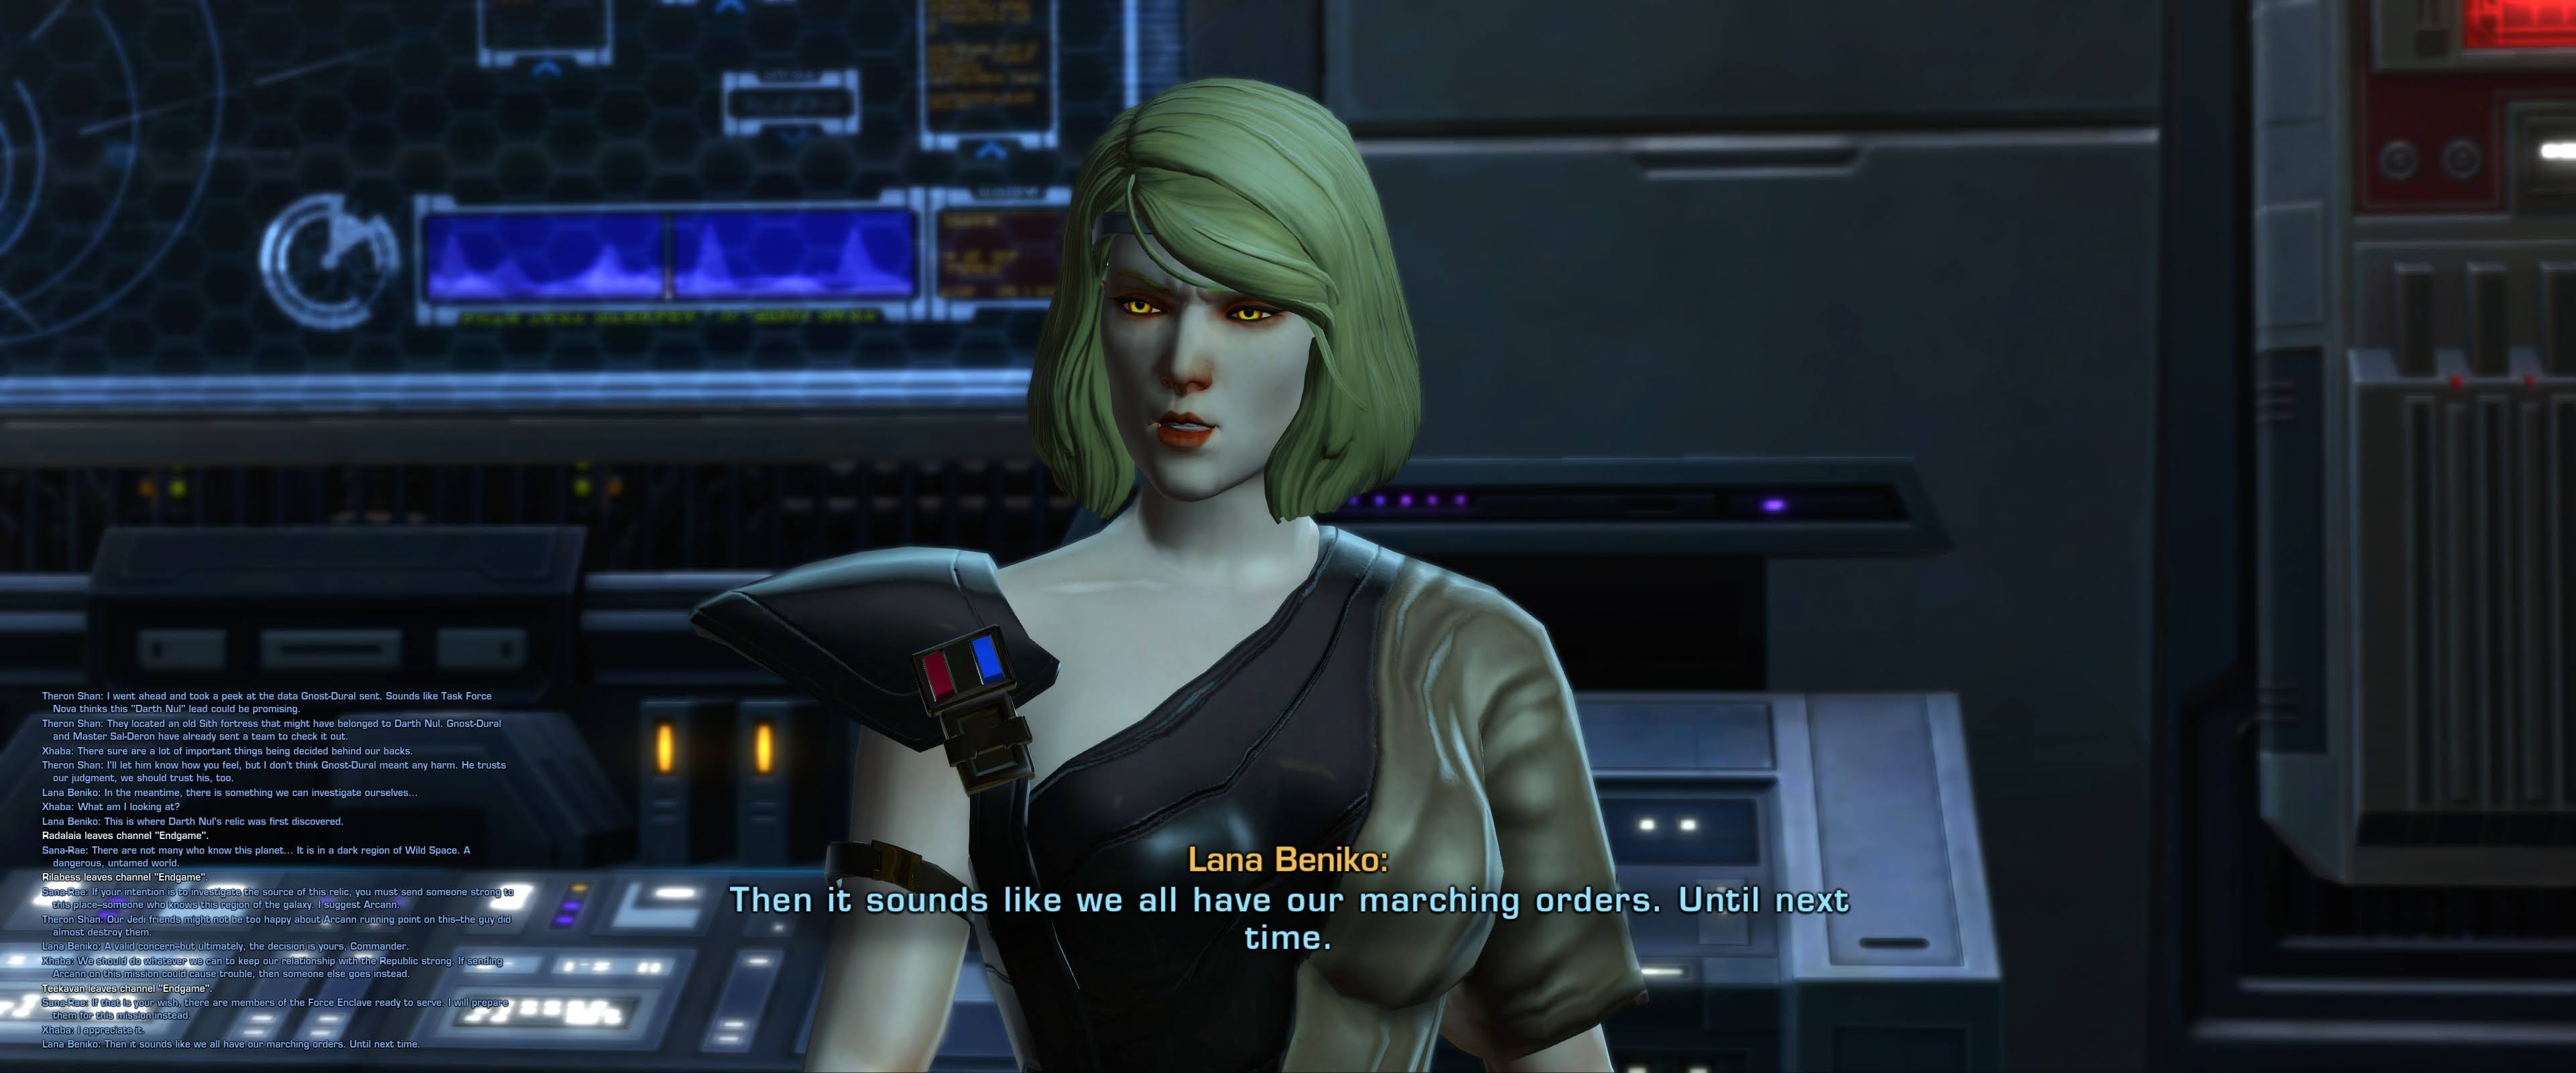 Theron Shan: I went ahead and took a peek at the data Gnost-Dural sent. Sounds like Task Force
Nova thinks this "Darth Nul" lead could be promising.
Theron Shan: They located an old Sith fortress that might have belonged to Darth Nul. Gnost-Dural
and Master Sal-Deron have already sent a team to check it out.
Xhaba: There sure are a lot of important things being decided behind our backs.
Theron Shan: I'll let him know how you feel, but I don't think Gnost-Dural meant any harm. He trusts
our judgment, we should trust his, too.
Lana Beniko: In the meantime, there is something we can investigate ourselves...
Xhaba: What am I looking at?
Lana Beniko: This is where Darth Nul's relic was first discovered.
Radalaia leaves channel "Endgame".
Sana-Rae: There are not many who know this planet... It is in a dark region of Wild Space. A
dangerous, untamed world.
Rilabess leaves channel "Endgame".
Sana-Rae: If your intention is to investigate the source of this relic, you must send someone strong to
this place–someone who knows this region of the galaxy. I suggest Arcann.
Theron Shan: Our Jedi friends might not be too happy about Arcann running point on this–the guy did
almost destroy them.
Lana Beniko: A valid concern–but ultimately, the decision is yours, Commander.
Xhaba: We should do whatever we can to keep our relationship with the Republic strong. If sending
Arcann on this mission could cause trouble, then someone else goes instead.
Teekavan leaves channel "Endgame".
Sana-Rae: If that is your wish, there are members of the Force Enclave ready to serve. I will prepare
them for this mission instead.
Xhaba: I appreciate it.
Lana Beniko: Then it sounds like we all have our marching orders. Until next time.
Lana Beniko:
Then it sounds like we all have our marching orders. Until next
time.